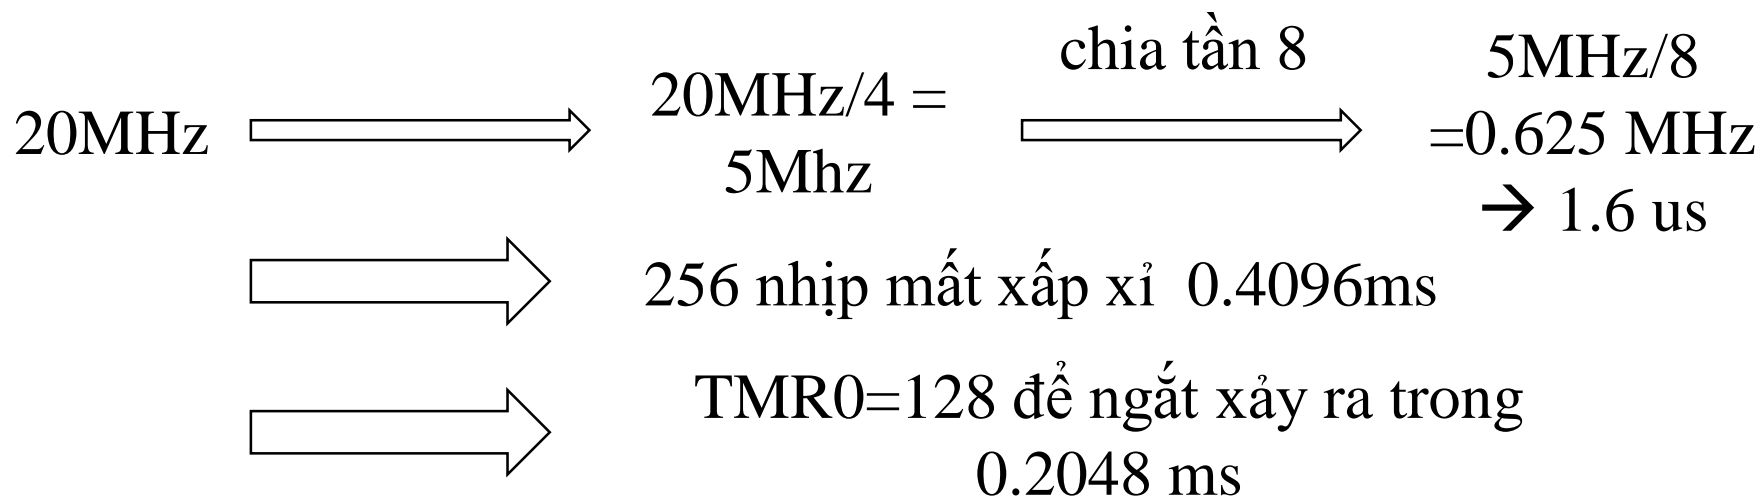 20MHz
20MHz/4 =
5Mhz
chia tần 8
5MHz/8
=0.625 MHz
→ 1.6 us
256 nhịp mất xấp xỉ 0.4096ms
TMR0=128 để ngắt xảy ra trong
0.2048 ms